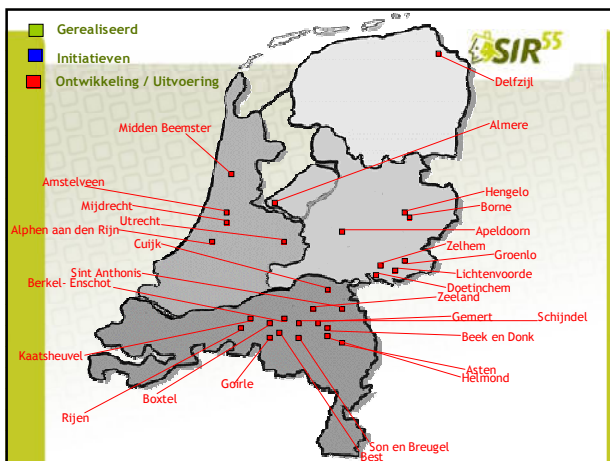 Gerealiseerd
Initiatieven
Ontwikkeling / Uitvoering
SIR55
Delfzijl
Almere
Midden Beemster
Amstelveen
Mijdrecht
Utrecht
Alphen aan den Rijn
Cuijk
Sint Anthonis
Berkel- Enschot
Hengelo
Borne
Apeldoorn
Zelhem
Groenlo
Lichtenvoorde
Doetinchem
Zeeland
Gemert
Schijndel
Beek en Donk
Kaatsheuvel
Goirle
Asten
Helmond
Boxtel
Rijen
Son en Breugel
Best